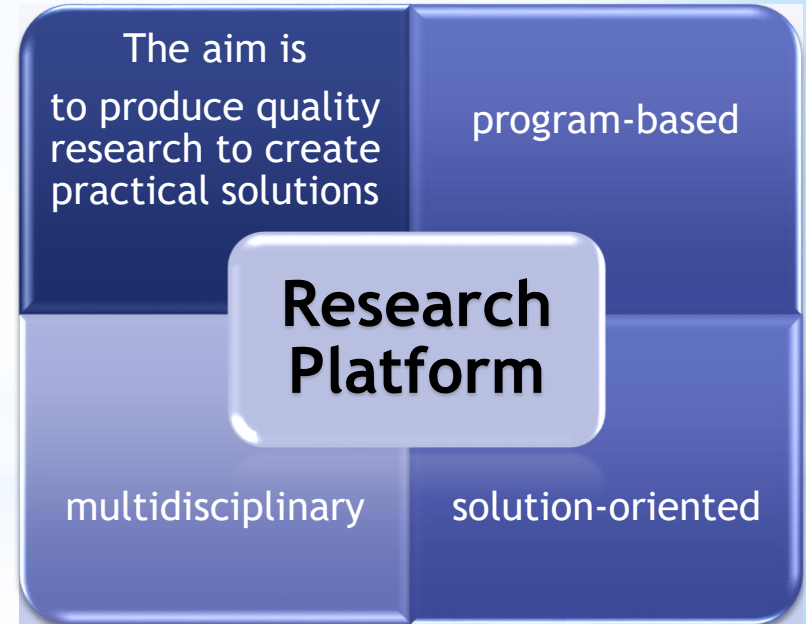 The aim is
to produce quality
research to create
practical solutions
program-based
Research
Platform
multidisciplinary
solution-oriented